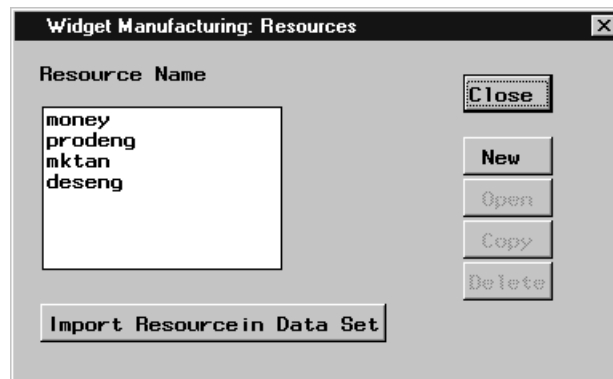 Widget Manufacturing: Resources
Resource Name
Close
money
prodeng
mktan
deseng
New
Open
Copy
Delete
Import Resourcein Data Set